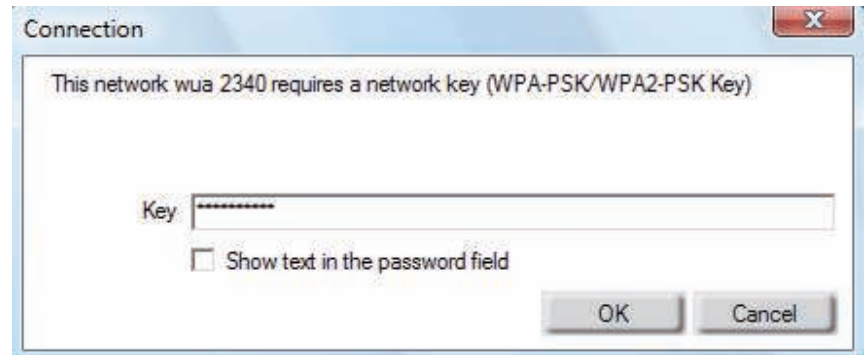 Connection
This network wua 2340 requires a network key (WPA-PSK/WPA2-PSK Key)
Key **********
Show text in the password field
OK Cancel